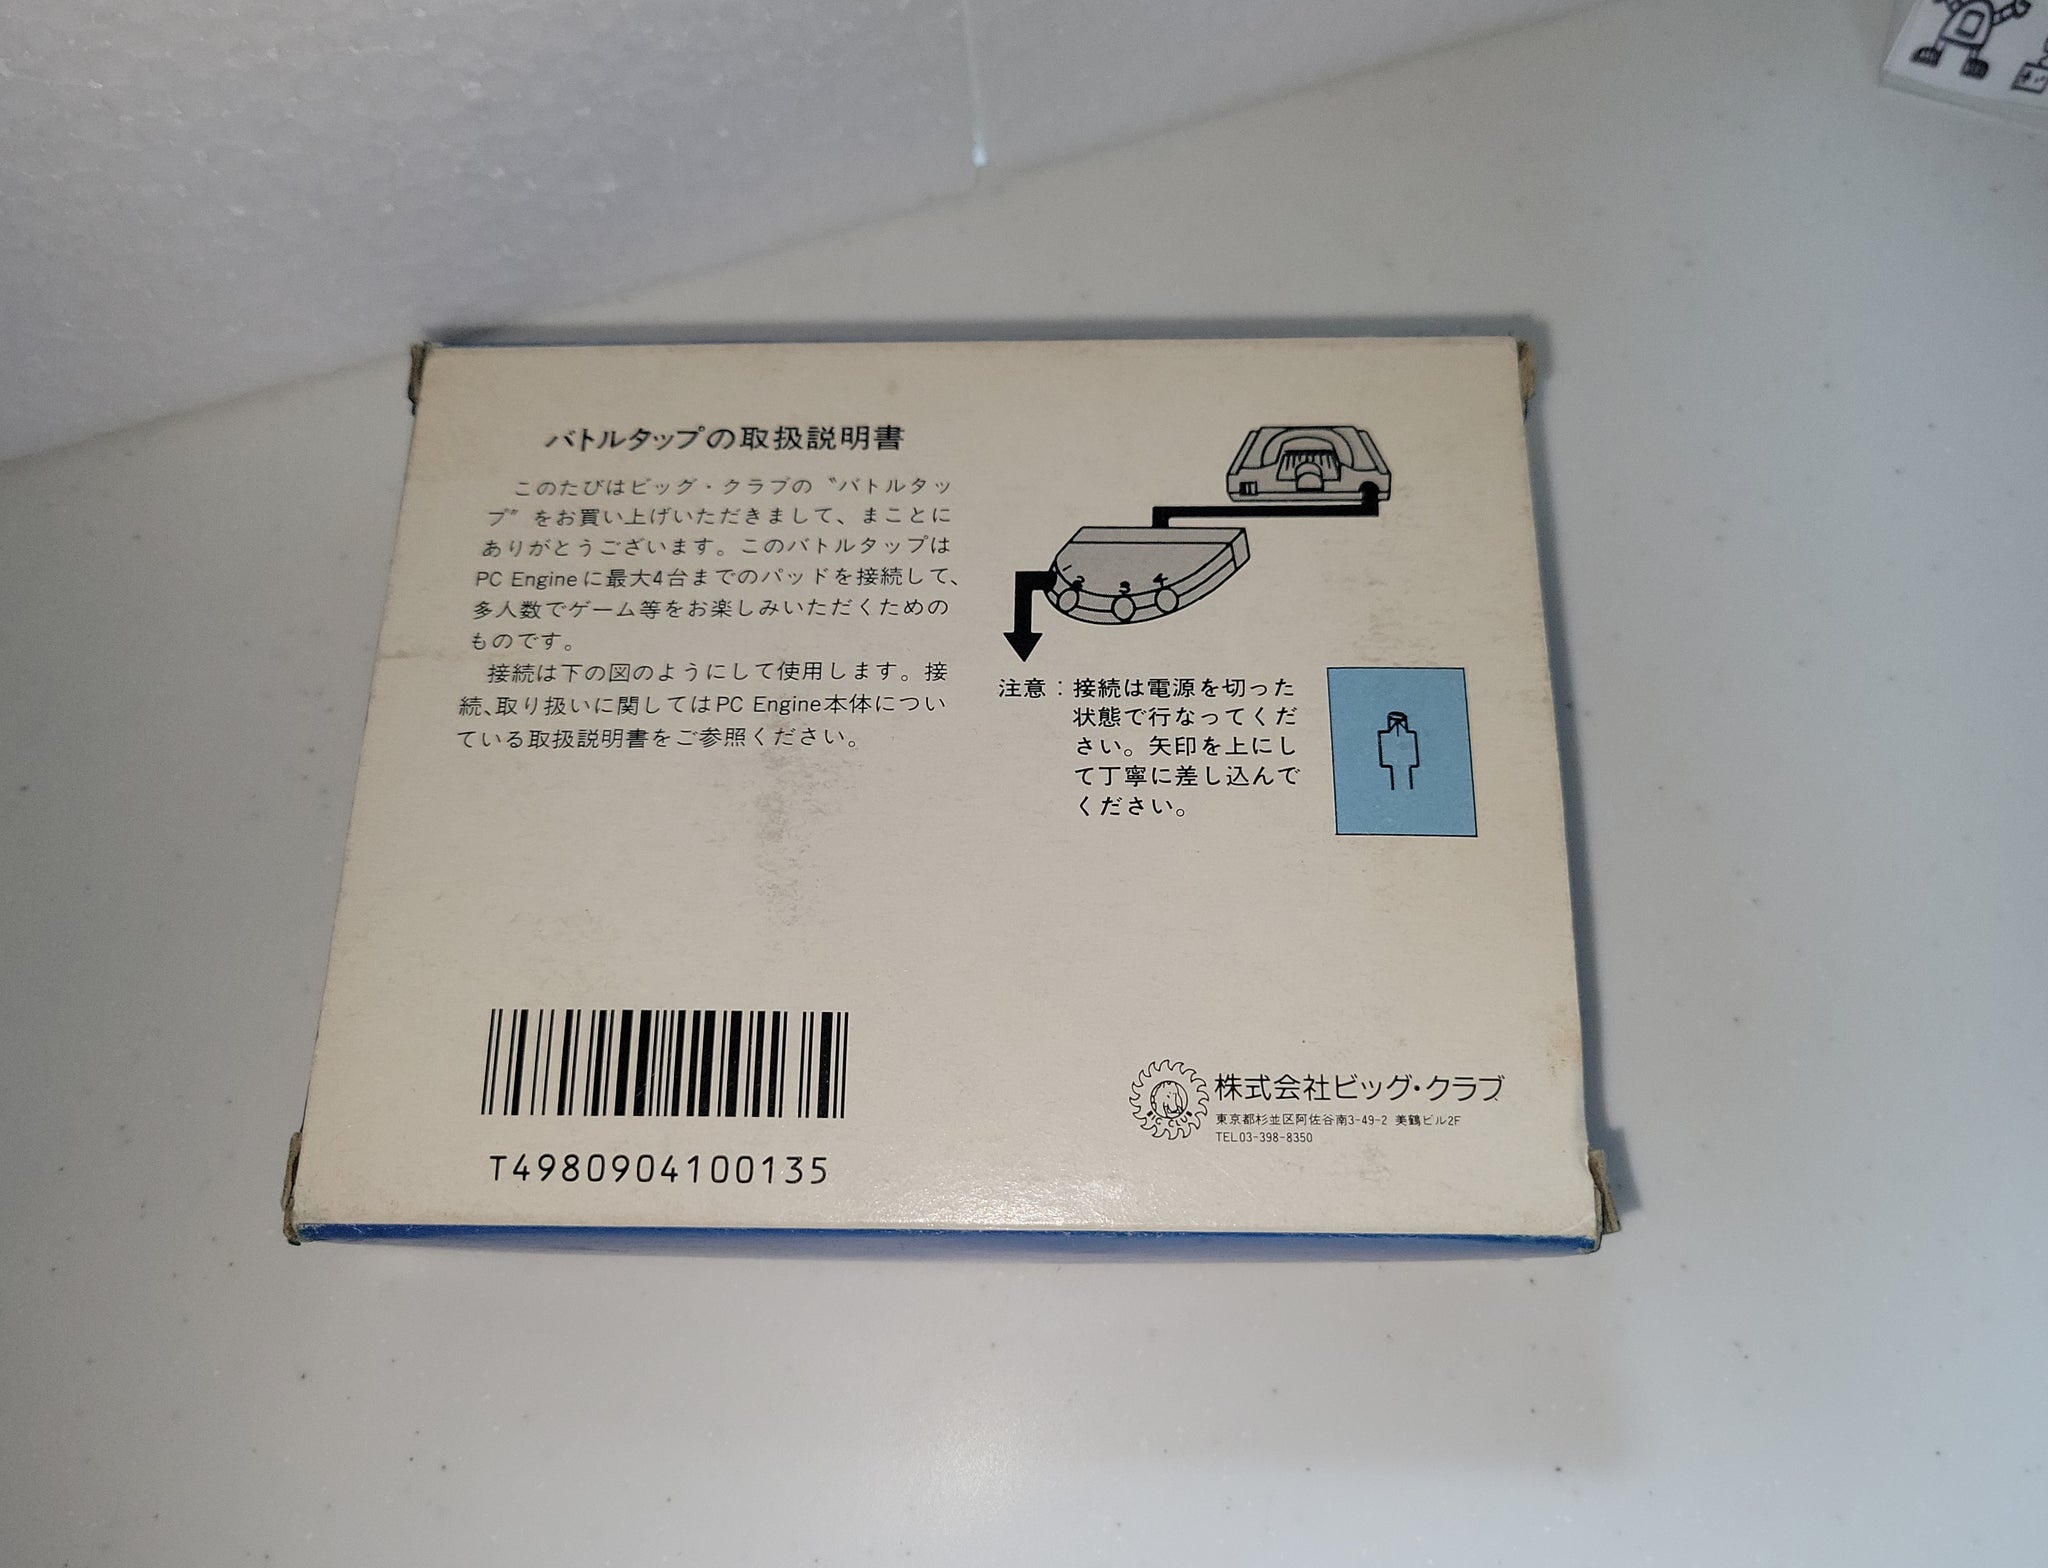 バトルタップの取扱説明書
このたびはビッグ・クラブの〝バトルタッ
プ〟をお買い上げいただきまして、まことに
ありがとうございます。このバトルタップは
PC Engineに最大4台までのパッドを接続して、
多人数でゲーム等をお楽しみいただくための
ものです。
接続は下の図のようにして使用します。接
続、取り扱いに関してはPC Engine本体につい
ている取扱説明書をご参照ください。
2 3 4
注意：接続は電源を切った
状態で行なってくだ
さい。矢印を上にし
て丁寧に差し込んで
ください。
T4980904100135
BIG CLUB
株式会社ビッグ・クラブ
東京都杉並区阿佐谷南3-49-2 美鶴ビル2F
TEL03-398-8350